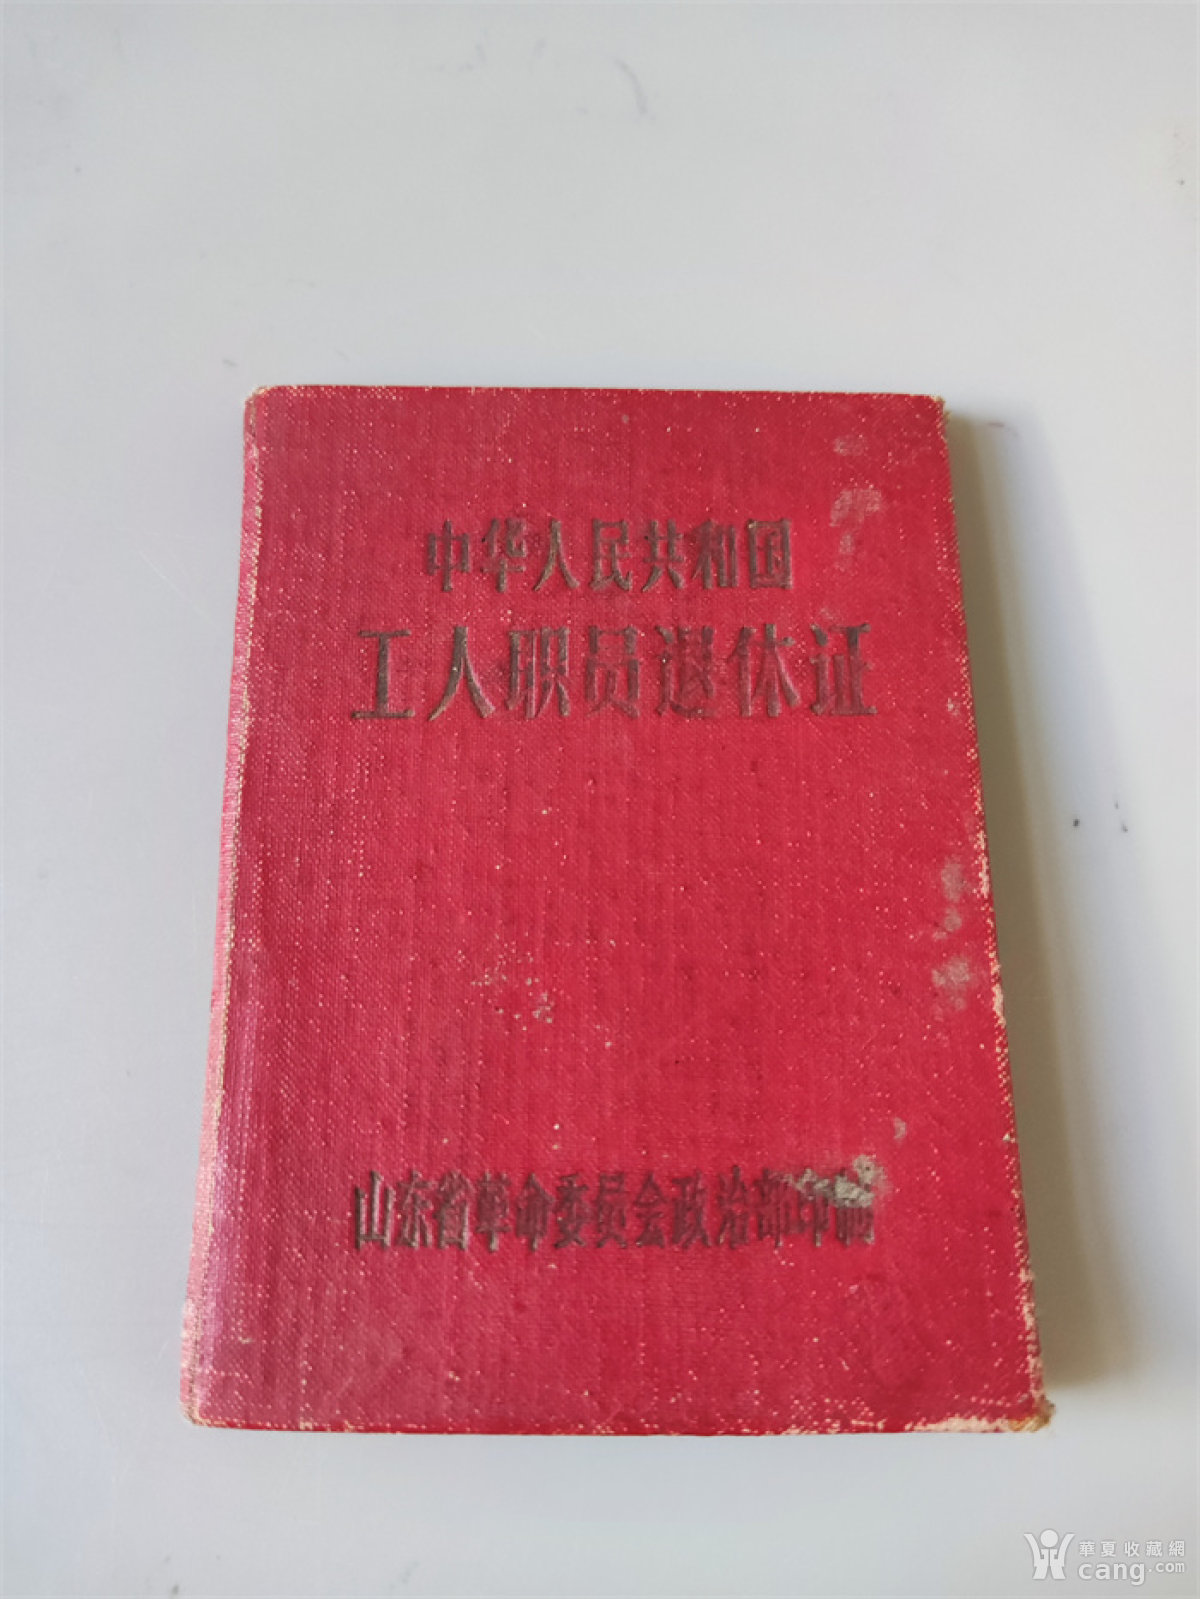 中华人民共和国
工人职员退休证
山东省革命委员会政治部印制
華夏收藏網
cang.com